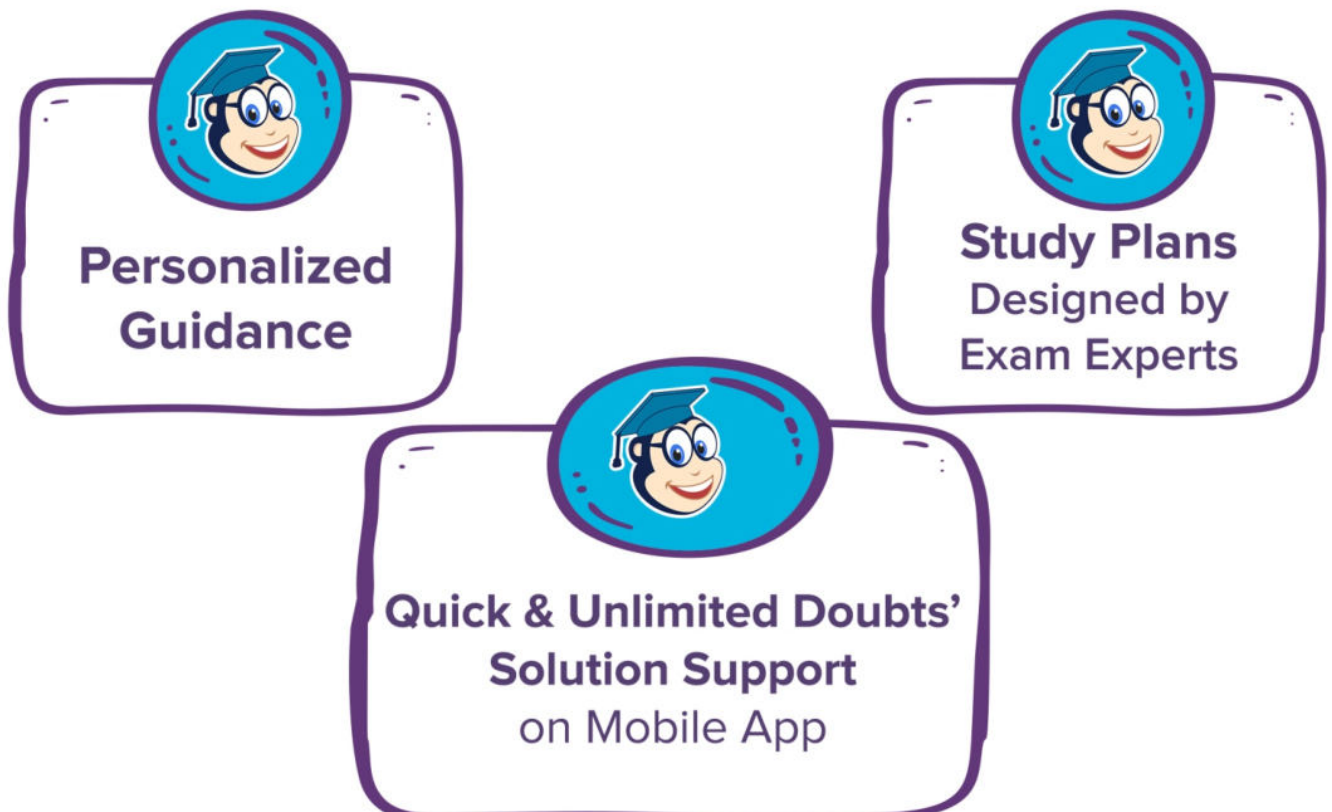 Personalized
Guidance
Study Plans
Designed by
Exam Experts
Quick & Unlimited Doubts’
Solution Support
on Mobile App